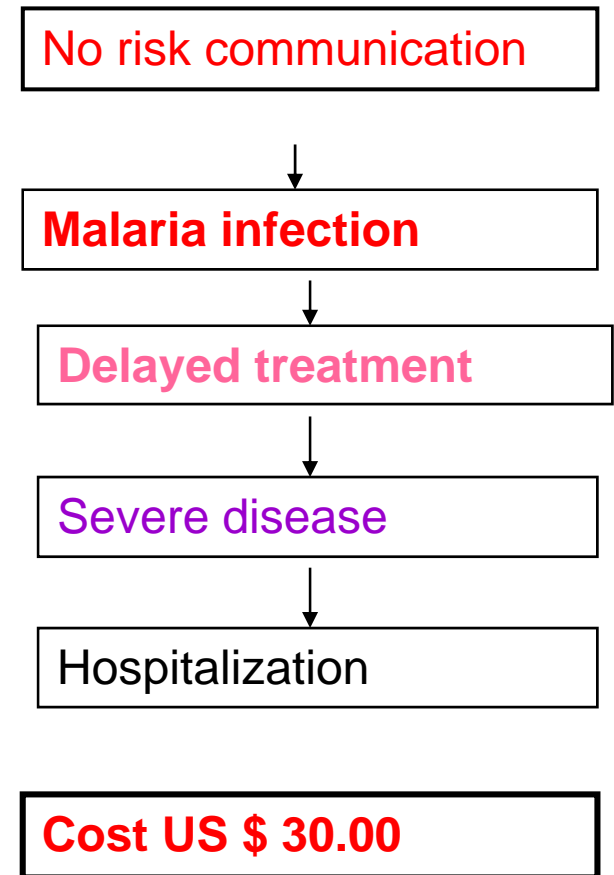 No risk communication
Malaria infection
Delayed treatment
Severe disease
Hospitalization
Cost US $ 30.00